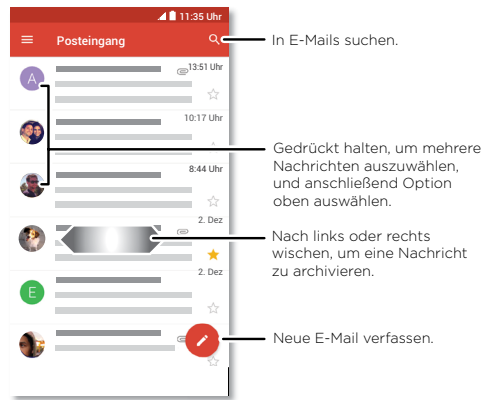 11:35 Uhr
Posteingang
In E-Mails suchen.
A
13:51 Uhr
10:17 Uhr
8:44 Uhr
Gedrückt halten, um mehrere
Nachrichten auszuwählen,
und anschließend Option
oben auswählen.
2. Dez
Nach links oder rechts
wischen, um eine Nachricht
zu archivieren.
2. Dez
E
Neue E-Mail verfassen.